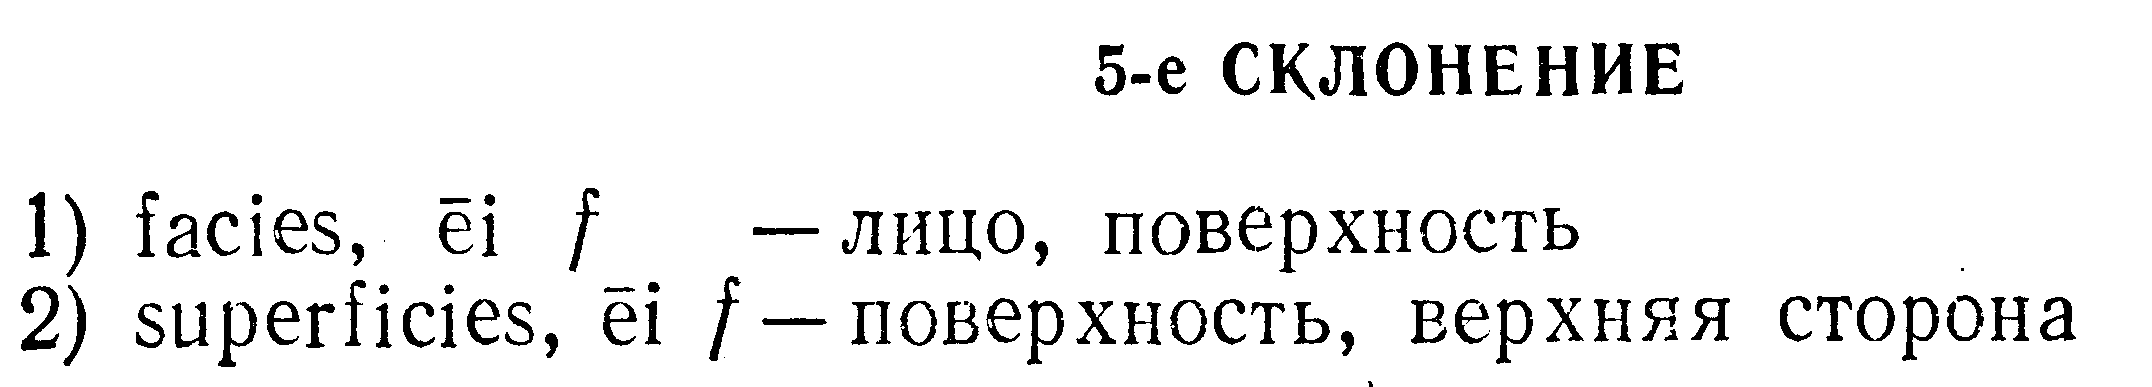 5-е СКЛОНЕНИЕ
1) facies, ēi f — лицо, поверхность
2) superficies, ēi f — поверхность, верхняя сторона